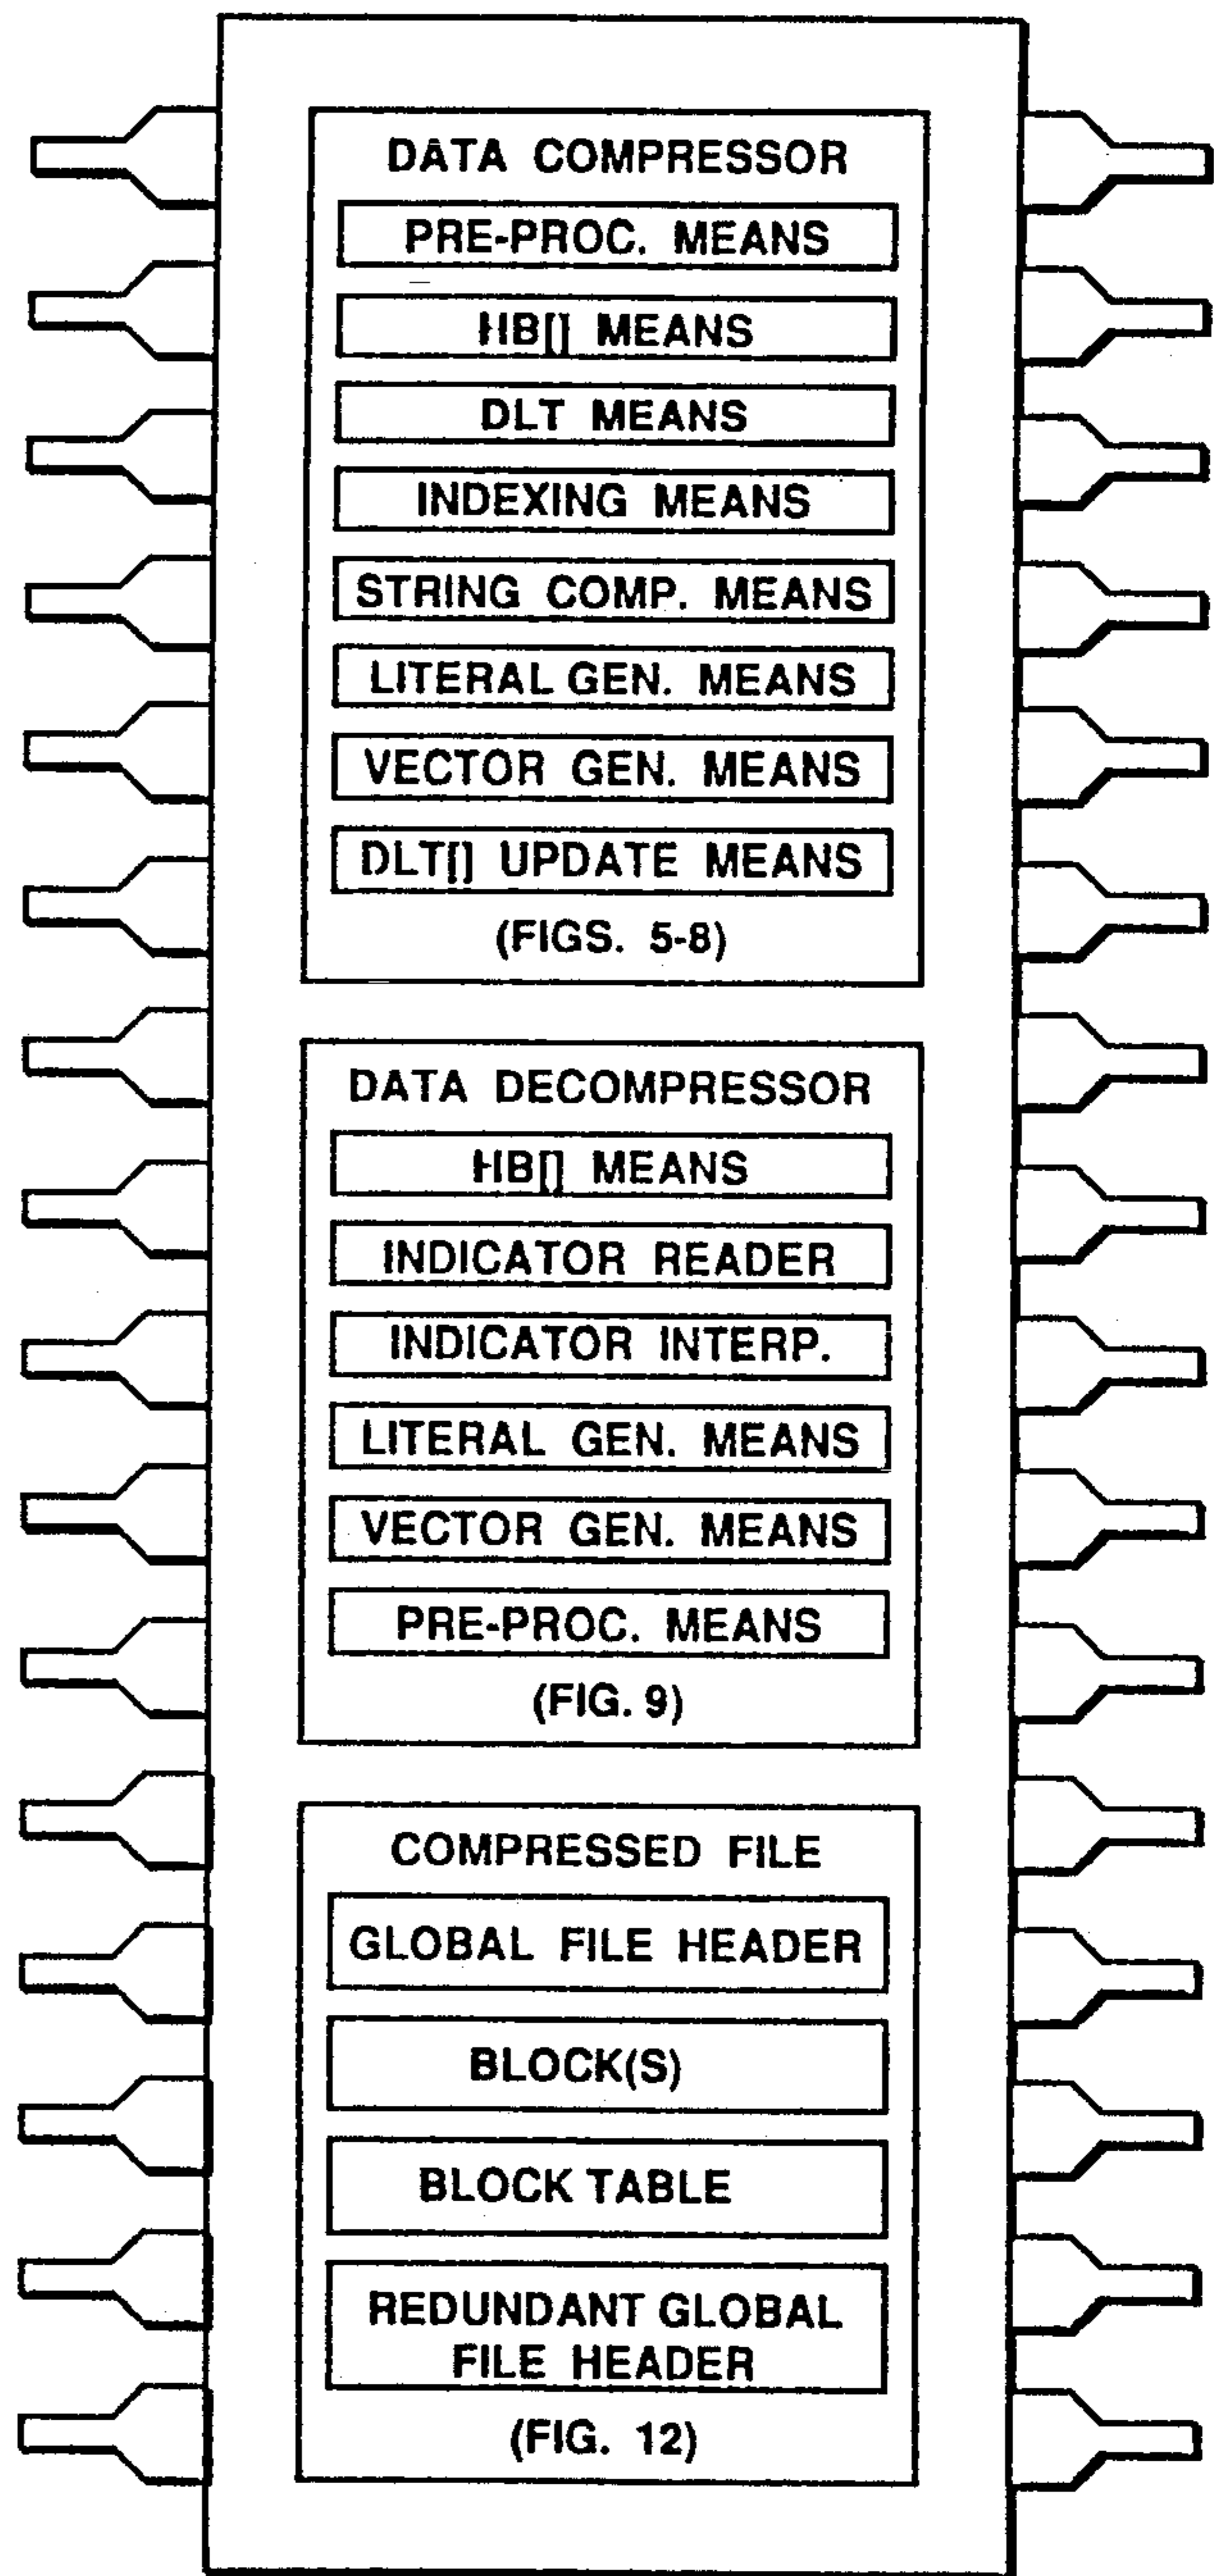 DATA COMPRESSOR
PRE-PROC. MEANS
HB[] MEANS
DLT MEANS
INDEXING MEANS
STRING COMP. MEANS
LITERAL GEN. MEANS
VECTOR GEN. MEANS
DLT[] UPDATE MEANS
(FIGS. 5-8)
DATA DECOMPRESSOR
HB[] MEANS
INDICATOR READER
INDICATOR INTERP.
LITERAL GEN. MEANS
VECTOR GEN. MEANS
PRE-PROC. MEANS
(FIG. 9)
COMPRESSED FILE
GLOBAL FILE HEADER
BLOCK(S)
BLOCK TABLE
REDUNDANT GLOBAL
FILE HEADER
(FIG. 12)